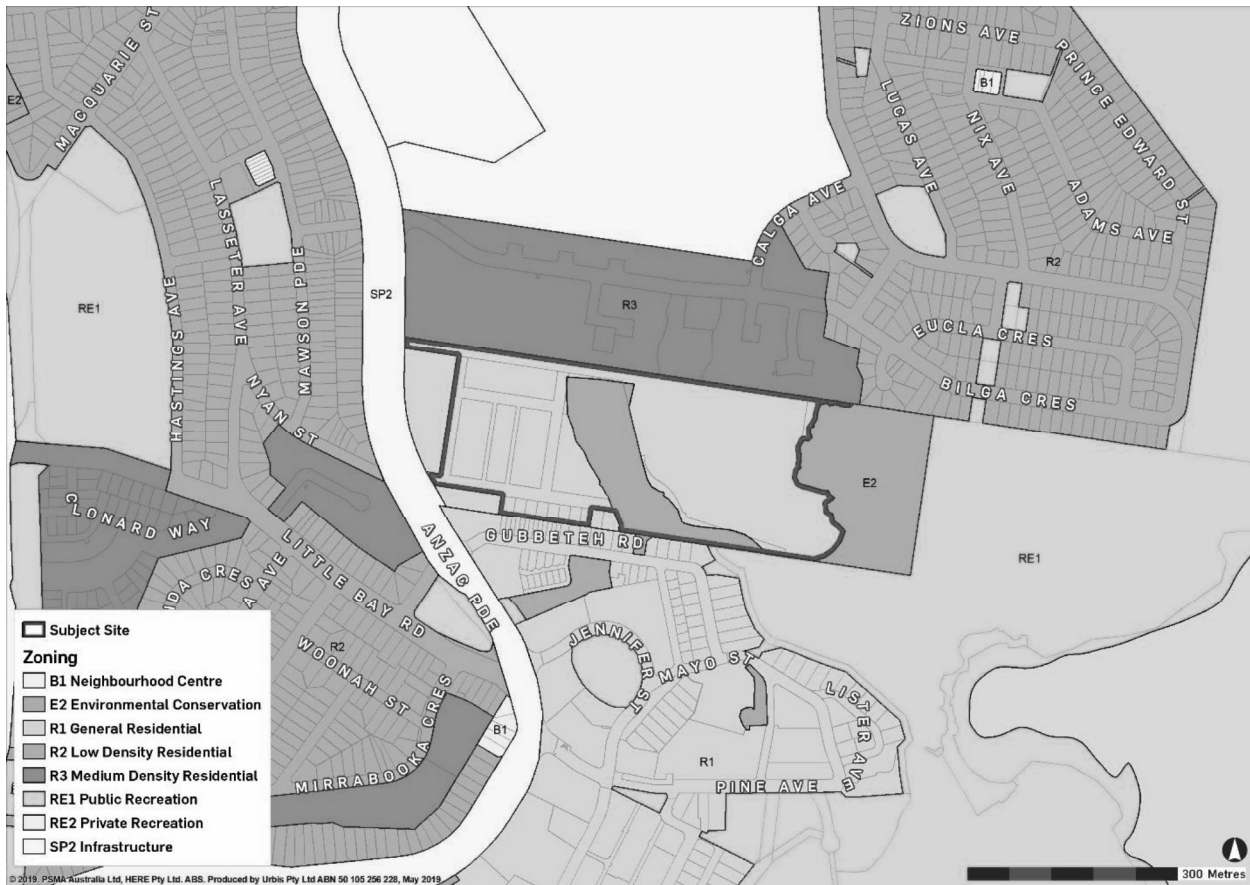 ZIONS AVE
PRINCE EDWARD ST
MACQUARIE ST
E2
B1
LUCAS AVE
NIX AVE
ADAMS AVE
LASSETER AVE
MAWSON PDE
CALGA AVE
R2
RE1
SP2
R3
HASTINGS AVE
NYAN ST
EUCLA CRES
BILGA CRES
E2
CLONARD WAY
GUBBETEH RD
ANZAC PDE
RE1
LITTLE BAY RD
JENNIFER ST
MAYO ST
R2
WOONAH ST
LISTER AVE
B1
R1
MIRRABOOKA CRES
PINE AVE
Subject Site
Zoning
B1 Neighbourhood Centre
E2 Environmental Conservation
R1 General Residential
R2 Low Density Residential
R3 Medium Density Residential
RE1 Public Recreation
RE2 Private Recreation
SP2 Infrastructure
© 2019. PSMA Australia Ltd, HERE Pty Ltd. ABS. Produced by Urbis Pty Ltd ABN 50 105 256 228, May 2019
300 Metres